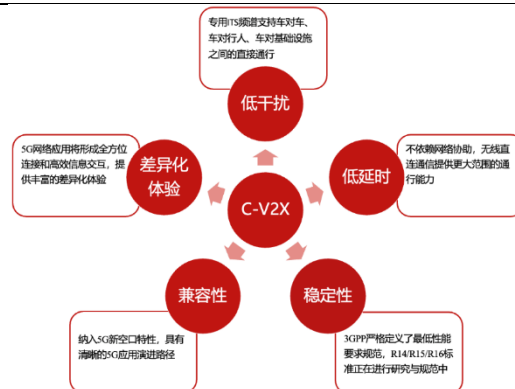 专用ITS频谱支持车对车、
车对行人、车对基础设施
之间的直接通行
低干扰
5G网络应用将形成全方位
连接和高效信息交互，提
供丰富的差异化体验
差异化
体验
不依赖网络协助，无线直
连通信提供更大范围的通
行能力
低延时
C-V2X
兼容性
稳定性
纳入5G新空口特性，具有
清晰的5G应用演进路径
3GPP严格定义了最低性能
要求规范，R14/R15/R16标
准正在进行研究与规范中